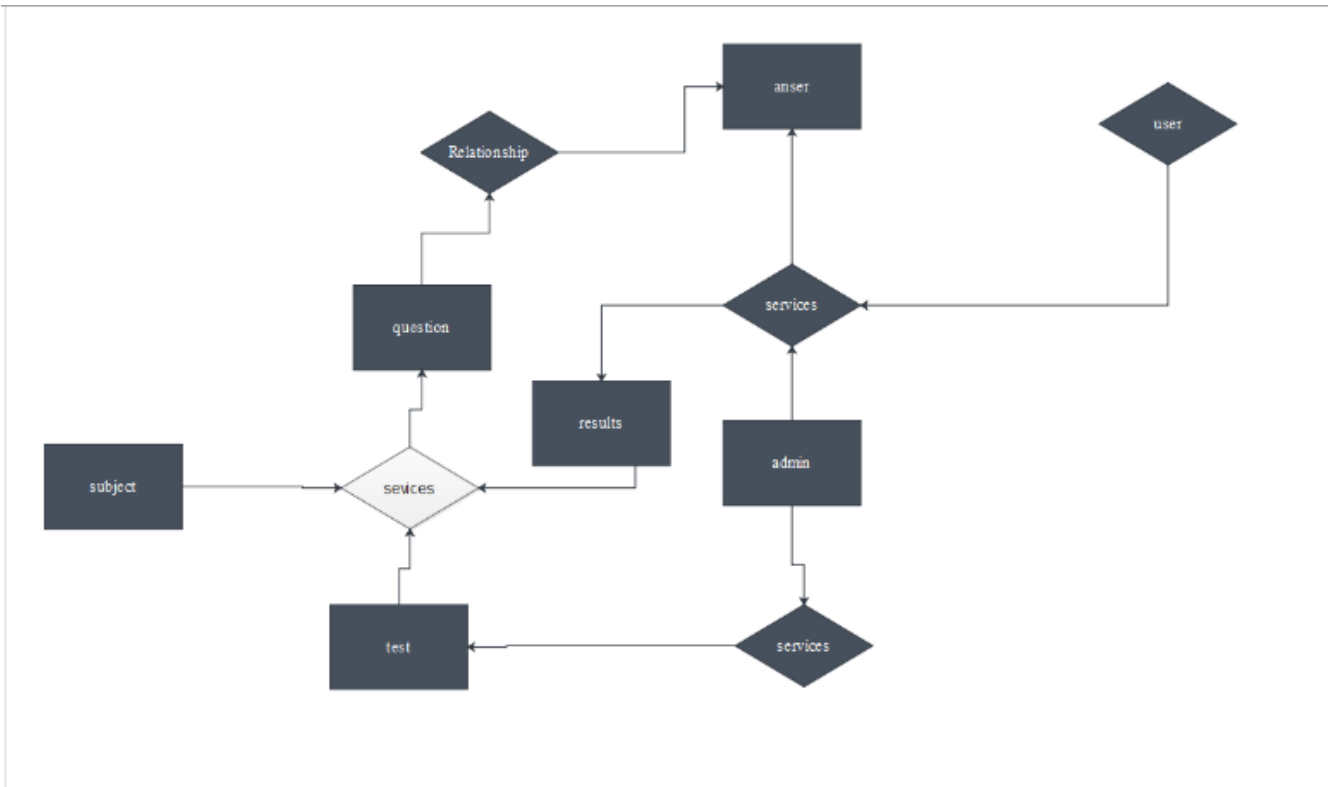 anser
user
Relationship
services
question
results
admin
subject
sevices
test
services